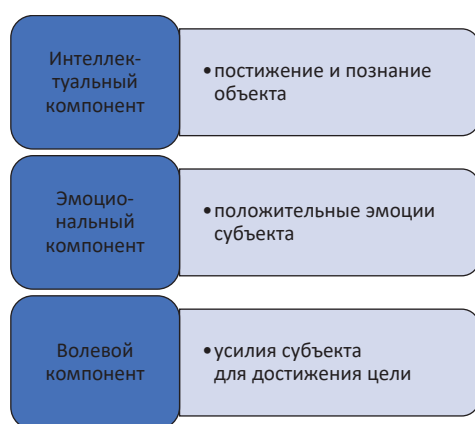 Интеллек-
туальный
компонент
•постижение и познание
объекта
Эмоцио-
нальный
компонент
•положительные эмоции
субъекта
Волевой
компонент
•усилия субъекта
для достижения цели